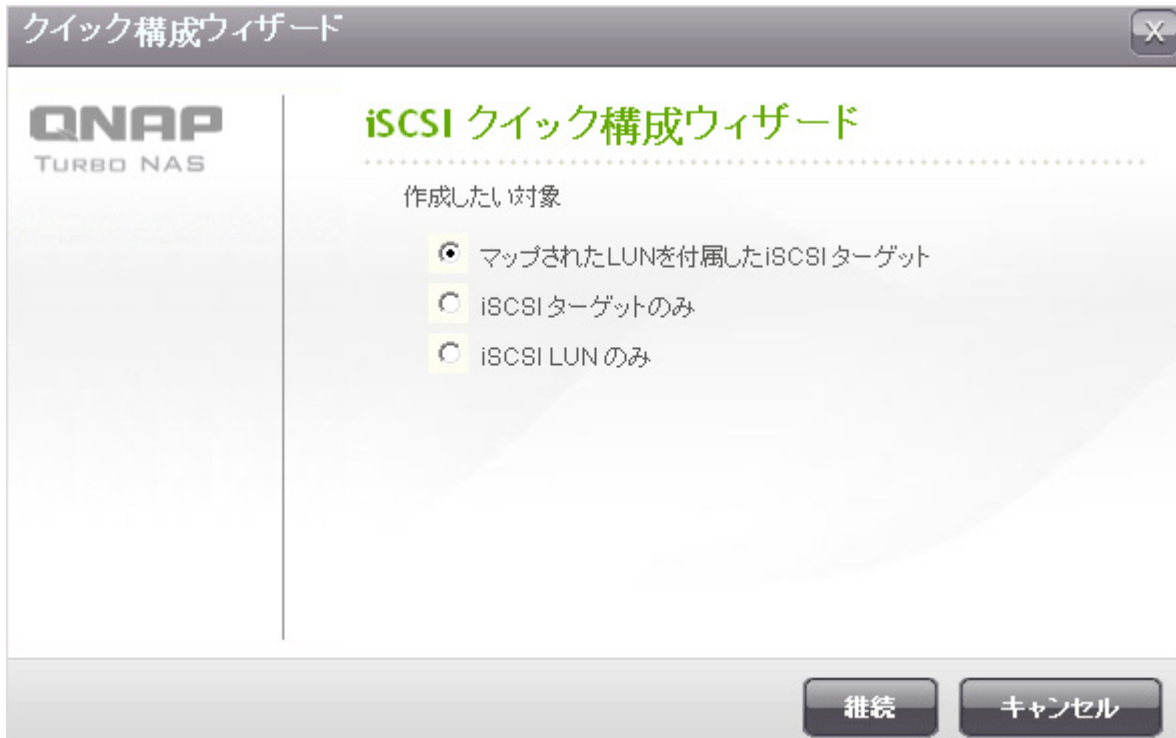 クイック構成ウィザード
X
QNAP
TURBO NAS
iSCSI クイック構成ウィザード
作成したい対象
マップされたLUNを付属したiSCSIターゲット
iSCSIターゲットのみ
iSCSI LUN のみ
継続
キャンセル